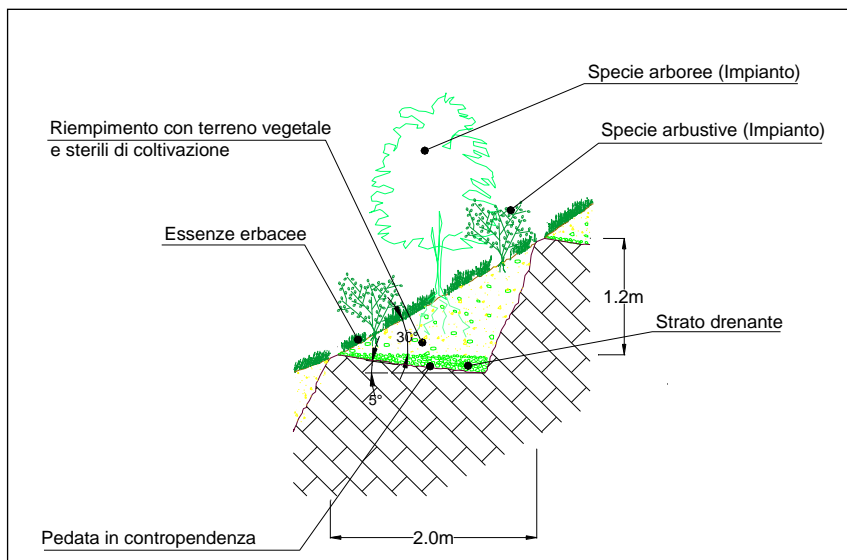 Specie arboree (Impianto)
Riempimento con terreno vegetale
e sterili di coltivazione
Specie arbustive (Impianto)
Essenze erbacee
1.2m
Strato drenante
30°
5°
Pedata in contropendenza
2.0m